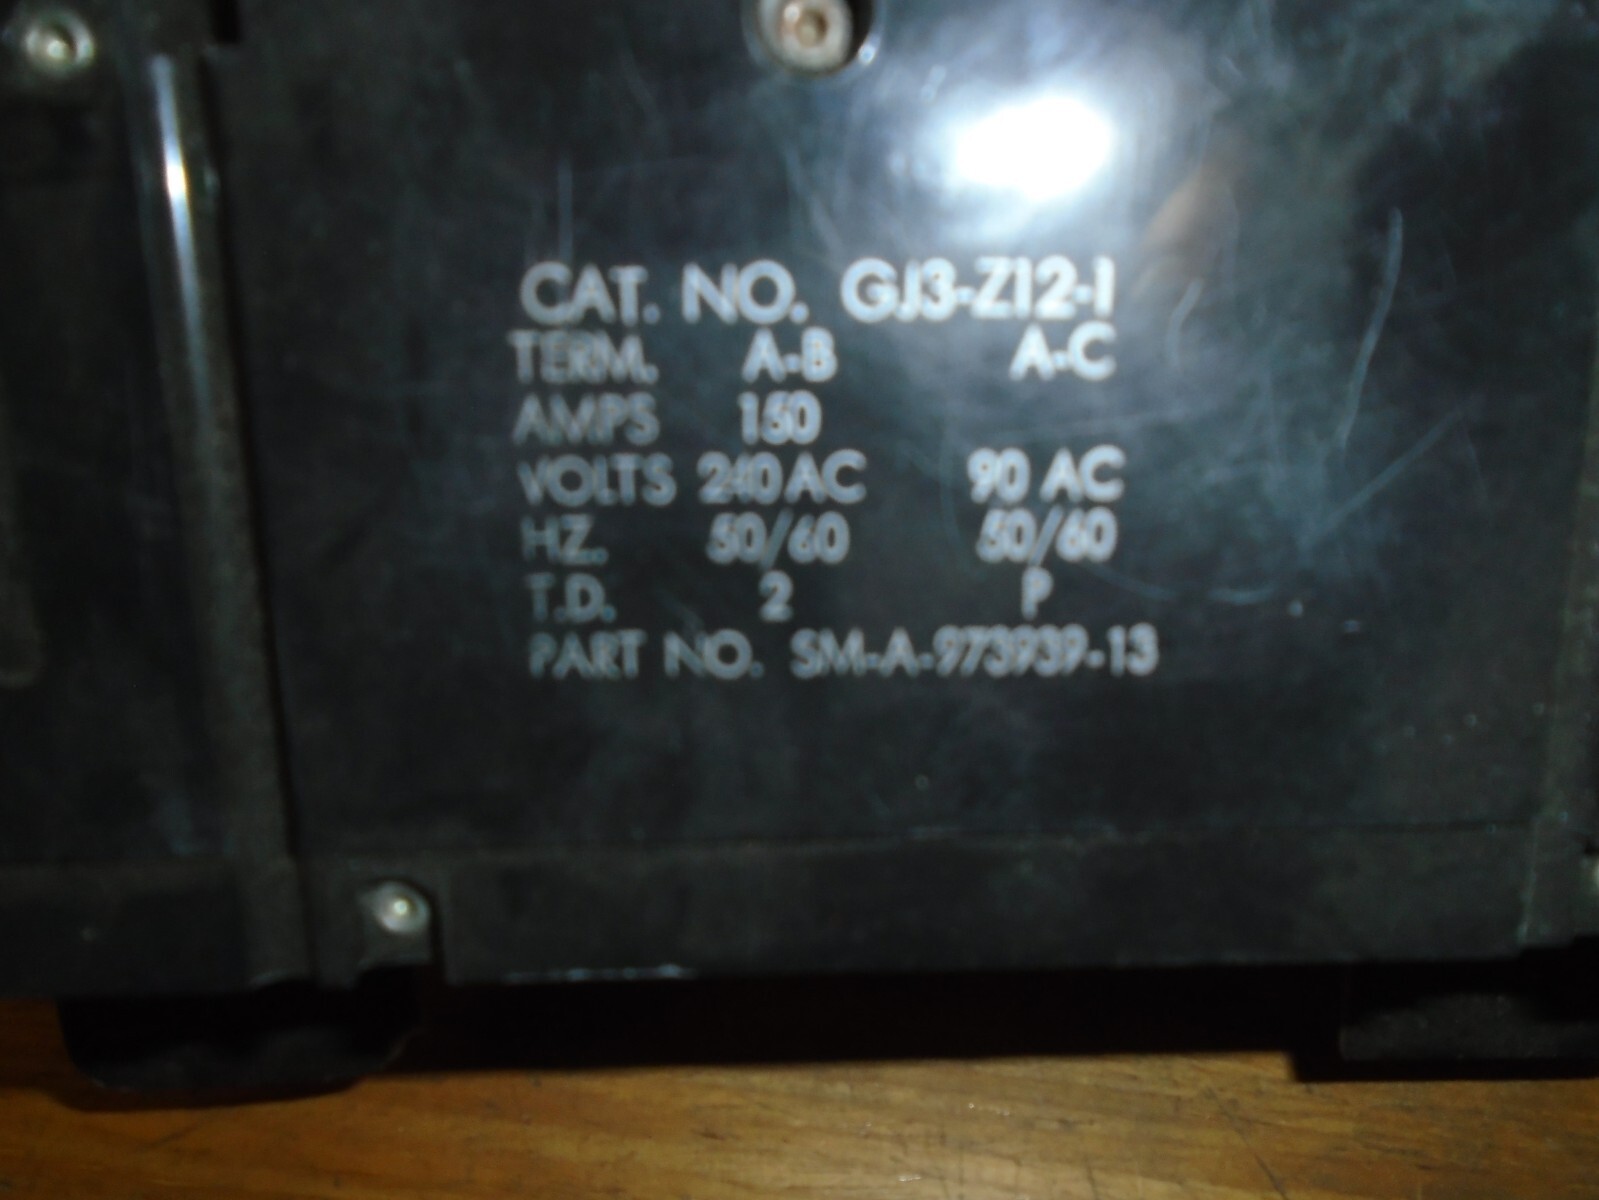 CAT. NO. GJ3-Z12-1
TERM. A-B A-C
AMPS 150
VOLTS 240 AC 90 AC
HZ. 50/60 50/60
T.D. 2 P
PART NO. SM-A-973939-13